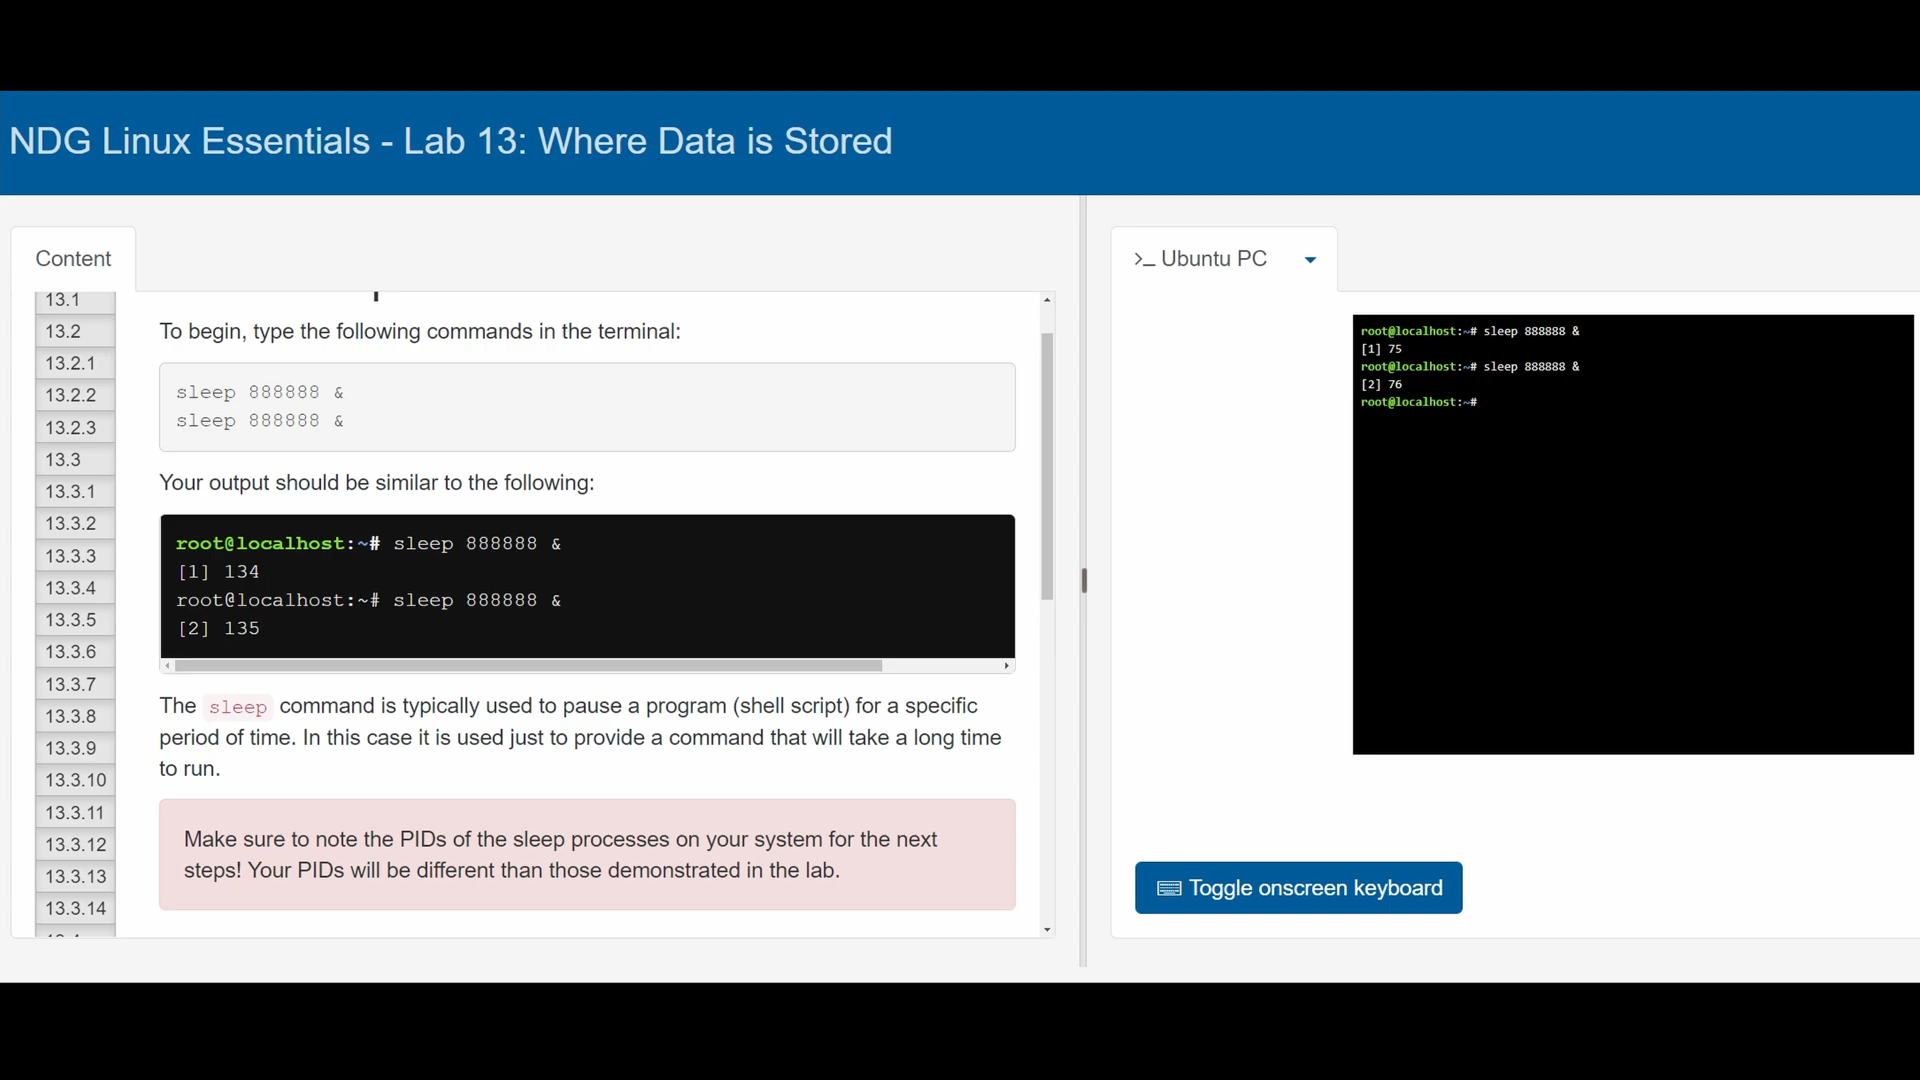 NDG Linux Essentials - Lab 13: Where Data is Stored
Content
13.1
13.2
13.2.1
13.2.2
13.2.3
13.3
13.3.1
13.3.2
13.3.3
13.3.4
13.3.5
13.3.6
13.3.7
13.3.8
13.3.9
13.3.10
13.3.11
13.3.12
13.3.13
13.3.14
To begin, type the following commands in the terminal:
sleep 888888 &
sleep 888888 &
Your output should be similar to the following:
root@localhost:~# sleep 888888 &
[1] 134
root@localhost:~# sleep 888888 &
[2] 135
The sleep command is typically used to pause a program (shell script) for a specific
period of time. In this case it is used just to provide a command that will take a long time
to run.
Make sure to note the PIDs of the sleep processes on your system for the next
steps! Your PIDs will be different than those demonstrated in the lab.
>_ Ubuntu PC
root@localhost:~# sleep 888888 &
[1] 75
root@localhost:~# sleep 888888 &
[2] 76
root@localhost:~#
Toggle onscreen keyboard